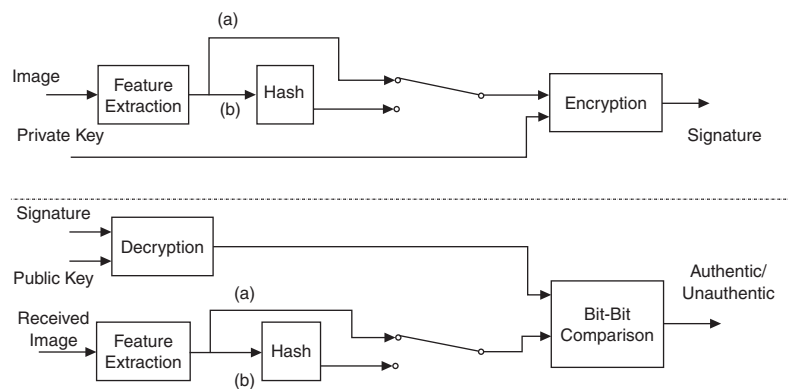 (a)
Image
Feature
Extraction
(b)
Hash
Encryption
Private Key
Signature
Signature
Decryption
Public Key
Authentic/
Unauthentic
(a)
Received
Image
Feature
Extraction
(b)
Hash
Bit-Bit
Comparison